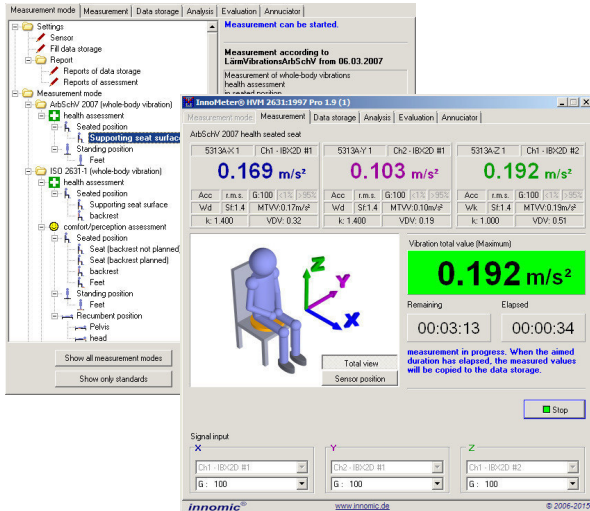 Measurement mode Measurement Data storage Analysis Evaluation Annuciator
Settings
Sensor
Fill data storage
Report
Reports of data storage
Reports of assessment
Measurement mode
ArbSchV 2007 (whole-body vibration)
health assessment
Seated position
Supporting seat surface
Standing position
Feet
ISO 2631-1 (whole-body vibration)
health assessment
Seated position
Supporting seat surface
backrest
comfort/perception assessment
Seated position
Seat (backrest not planned)
Seat (backrest planned)
backrest
Feet
Standing position
Feet
Recumbent position
Pelvis
head
Show all measurement modes
Show only standards
Measurement can be started.
Measurement according to
LärmVibrationsArbSchV from 06.03.2007
Measurement of whole-body vibrations
health assessment
in seated position
InnoMeter® HVM 2631:1997 Pro 1.9 (1)
Measurement mode Measurement Data storage Analysis Evaluation Annuciator
ArbSchV 2007 health seated seat
5313A-X 1 Ch1 - IBX2D #1
0.169 m/s²
Acc r.m.s. G:100 <1% >95%
Wd Sf:1.4 MTVV:0.17m/s²
k: 1.400 VDV: 0.32
5313A-Y 1 Ch2 - IBX2D #1
0.103 m/s²
Acc r.m.s. G:100 <1% >95%
Wd Sf:1.4 MTVV:0.10m/s²
k: 1.400 VDV: 0.19
5313A-Z 1 Ch1 - IBX2D #2
0.192 m/s²
Acc r.m.s. G:100 <1% >95%
Wk Sf:1.4 MTVV:0.19m/s²
k: 1.000 VDV: 0.51
Z
Y
X
Total view
Sensor position
Vibration total value (Maximum)
0.192 m/s²
Remaining Elapsed
00:03:13 00:00:34
measurement in progress. When the aimed
duration has elapsed, the measured values
will be copied to the data storage.
Stop
Signal input
X Y Z
Ch1 - IBX2D #1 Ch2 - IBX2D #1 Ch1 - IBX2D #2
G : 100 G : 100 G : 100
innomic® www.innomic.de © 2006-2015